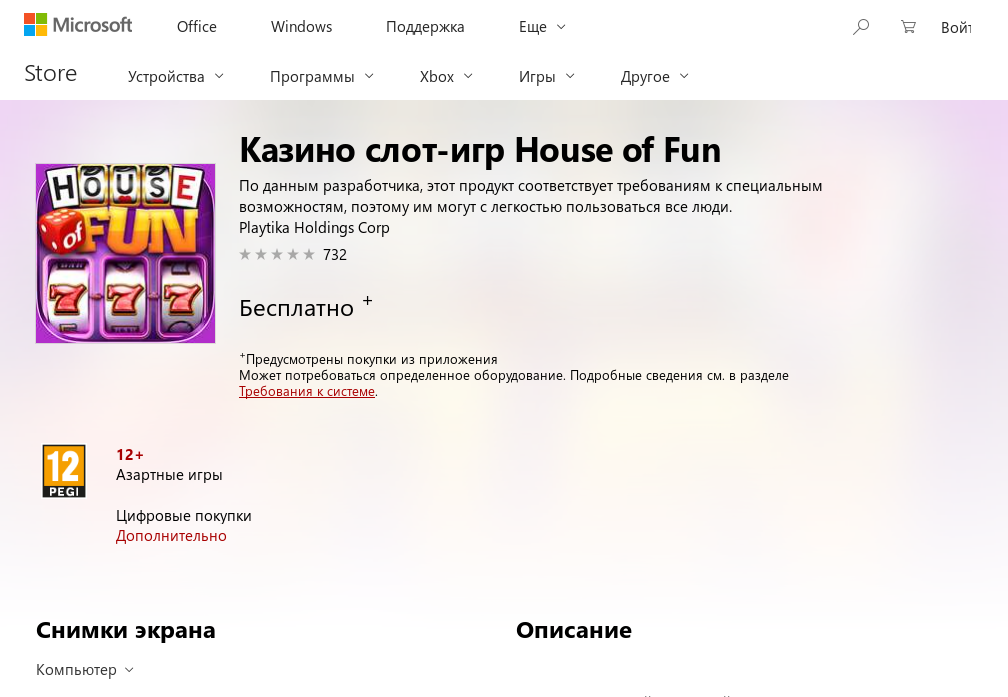 Microsoft Office Windows Поддержка Еще Войт
Store Устройства Программы Xbox Игры Другое
Казино слот-игр House of Fun
По данным разработчика, этот продукт соответствует требованиям к специальным
возможностям, поэтому им могут с легкостью пользоваться все люди.
Playtika Holdings Corp
732
Бесплатно +
HOUSE
of FUN
7 7 7
+Предусмотрены покупки из приложения
Может потребоваться определенное оборудование. Подробные сведения см. в разделе
Требования к системе.
12
PEGI
12+
Азартные игры
Цифровые покупки
Дополнительно
Снимки экрана
Описание
Компьютер